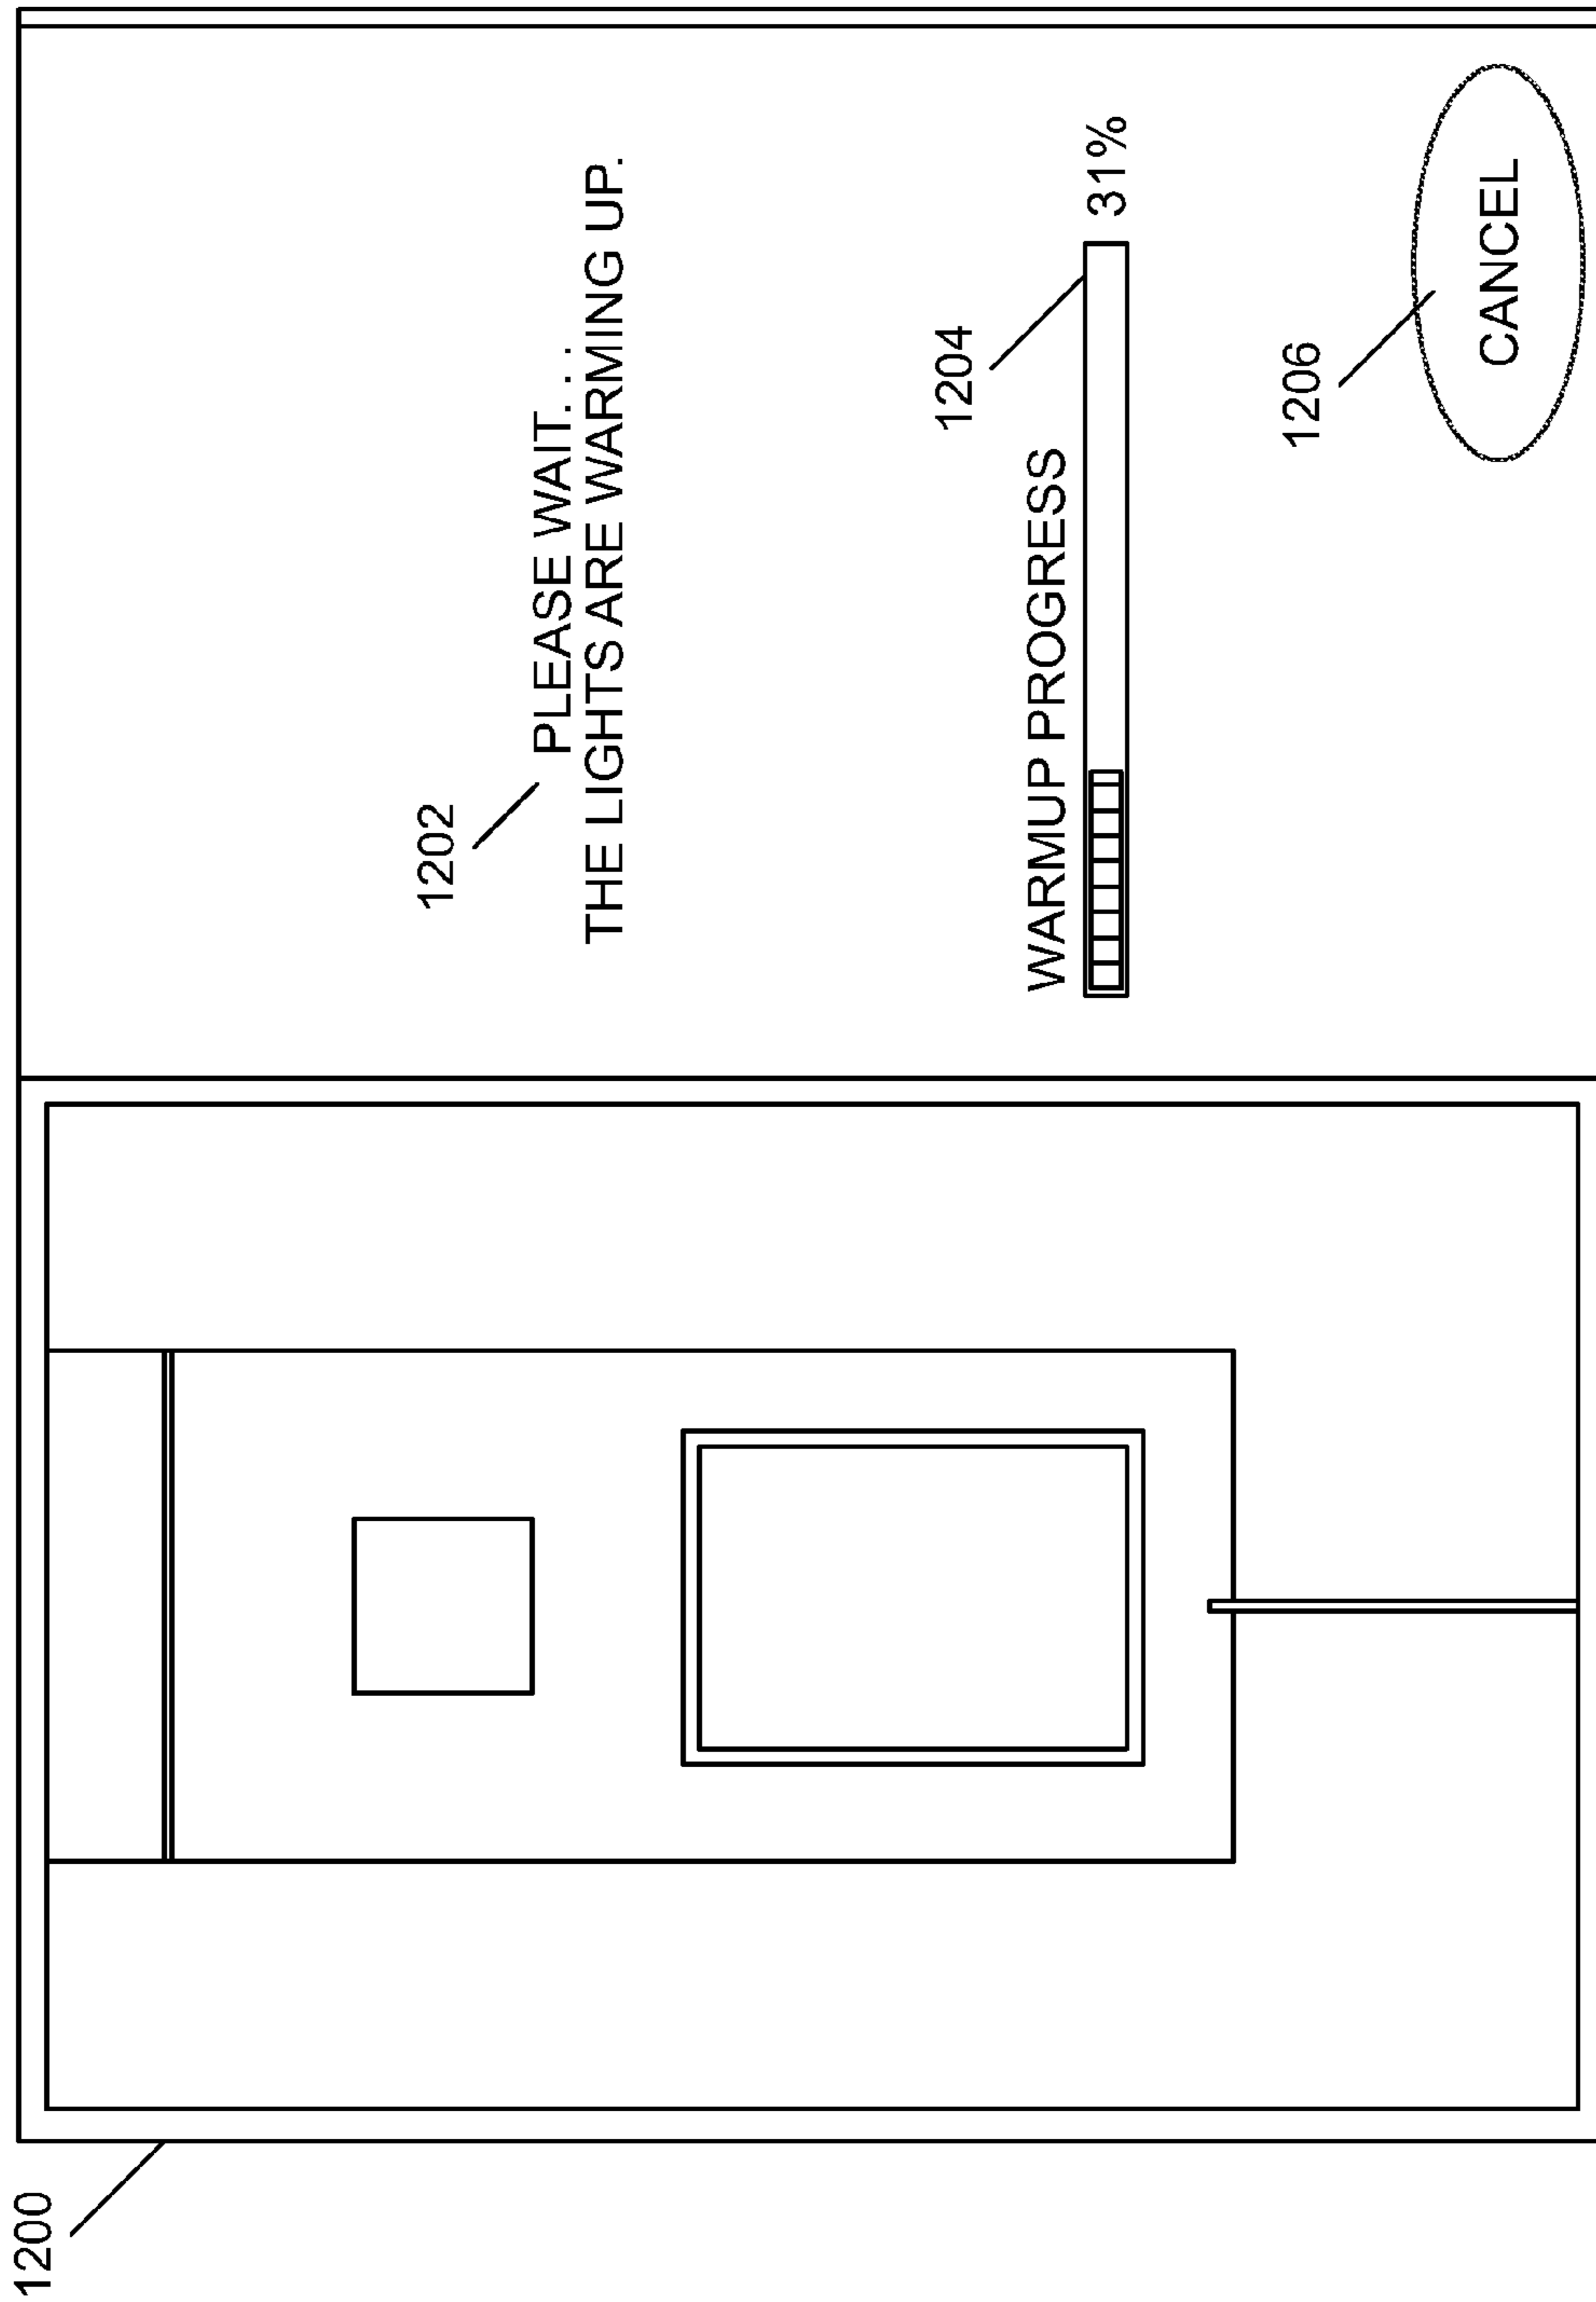 1200
1202
PLEASE WAIT. . . .
THE LIGHTS ARE WARMING UP.
1204
WARMUP PROGRESS
31%
1206
CANCEL